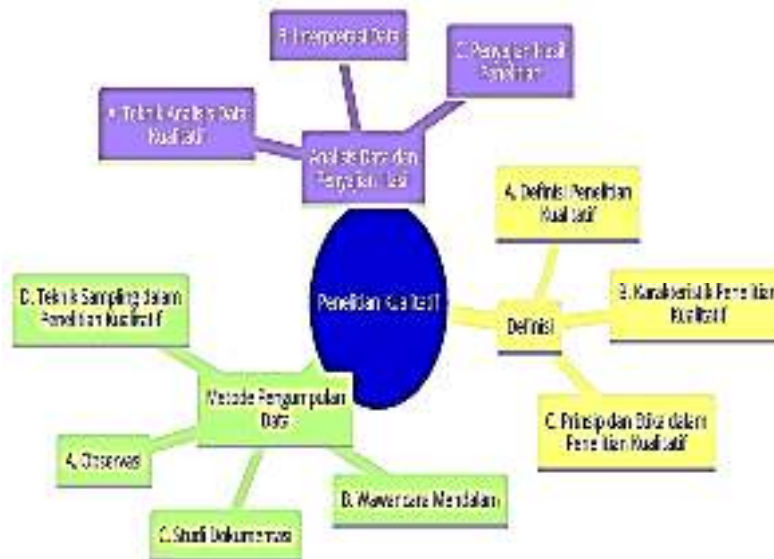 B. Interpretasi Data
C. Penyajian Hasil
Penelitian
A. Teknik Analisis Data
Kualitatif
Analisis Data dan
Penyajian Hasil
A. Definisi Penelitian
Kualitatif
Penelitian Kualitatif
Definisi
B. Karakteristik Penelitian
Kualitatif
C. Prinsip dan Etika dalam
Penelitian Kualitatif
D. Teknik Sampling dalam
Penelitian Kualitatif
Metode Pengumpulan
Data
A. Observasi
B. Wawancara Mendalam
C. Studi Dokumentasi